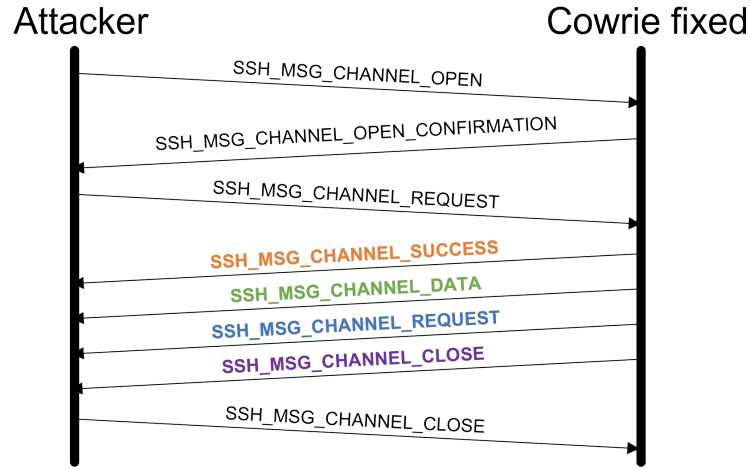 Attacker
Cowrie fixed
SSH_MSG_CHANNEL_OPEN
SSH_MSG_CHANNEL_OPEN_CONFIRMATION
SSH_MSG_CHANNEL_REQUEST
SSH_MSG_CHANNEL_SUCCESS
SSH_MSG_CHANNEL_DATA
SSH_MSG_CHANNEL_REQUEST
SSH_MSG_CHANNEL_CLOSE
SSH_MSG_CHANNEL_CLOSE